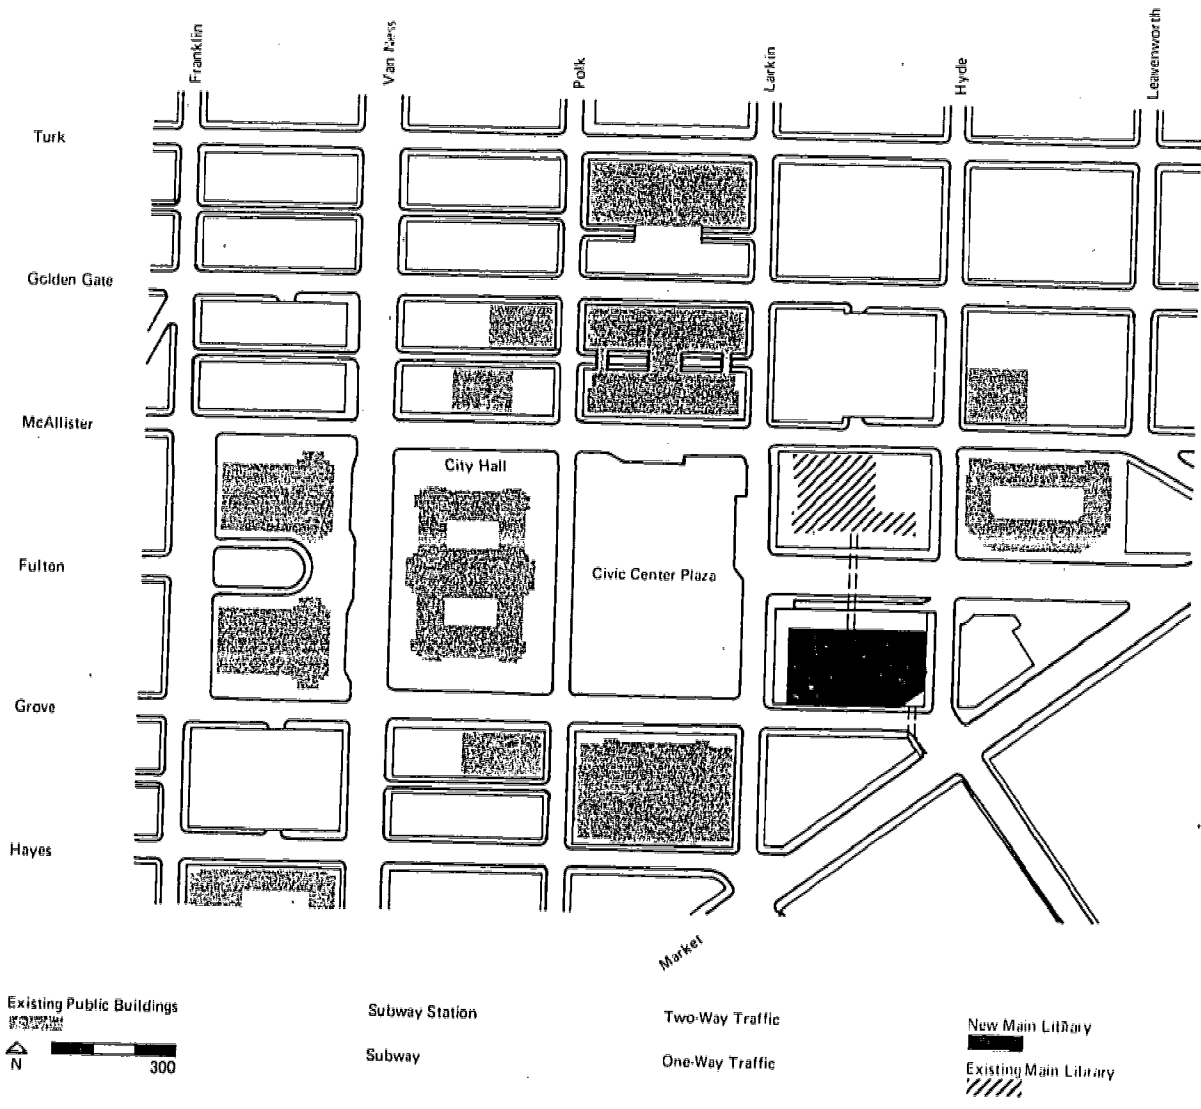 Franklin
Van Ness
Polk
Larkin
Hyde
Leavenworth
Turk
Golden Gate
McAllister
City Hall
Fulton
Civic Center Plaza
Grove
Hayes
Market
Existing Public Buildings
N
300
Subway Station
Subway
Two-Way Traffic
One-Way Traffic
New Main Library
Existing Main Library